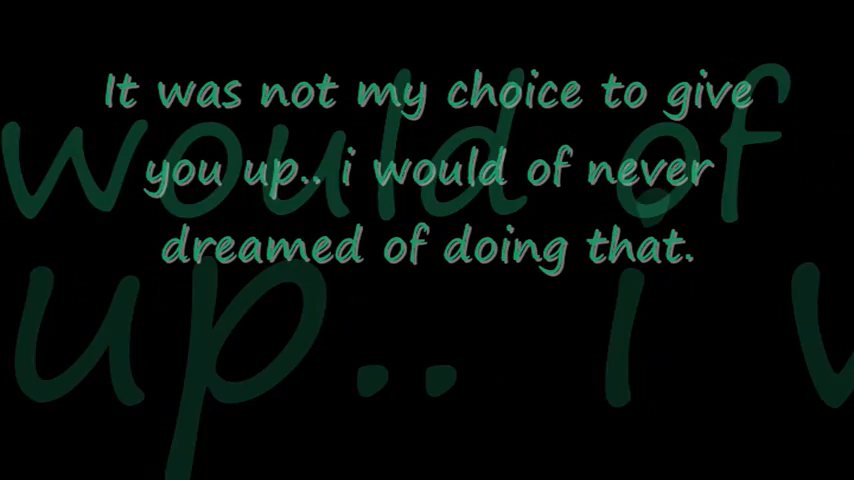 It was not my choice to give
you up.. i would of never
dreamed of doing that.
would of
up.. i w